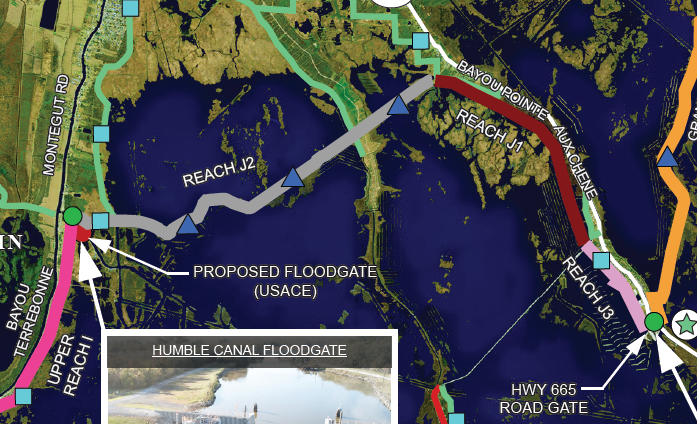 MONTEGUT RD
BAYOU POINTE
AUX CHENE
REACH J1
REACH J2
IN
PROPOSED FLOODGATE
(USACE)
REACH J3
BAYOU
TERREBONNE
UPPER
REACH I
HUMBLE CANAL FLOODGATE
HWY 665
ROAD GATE